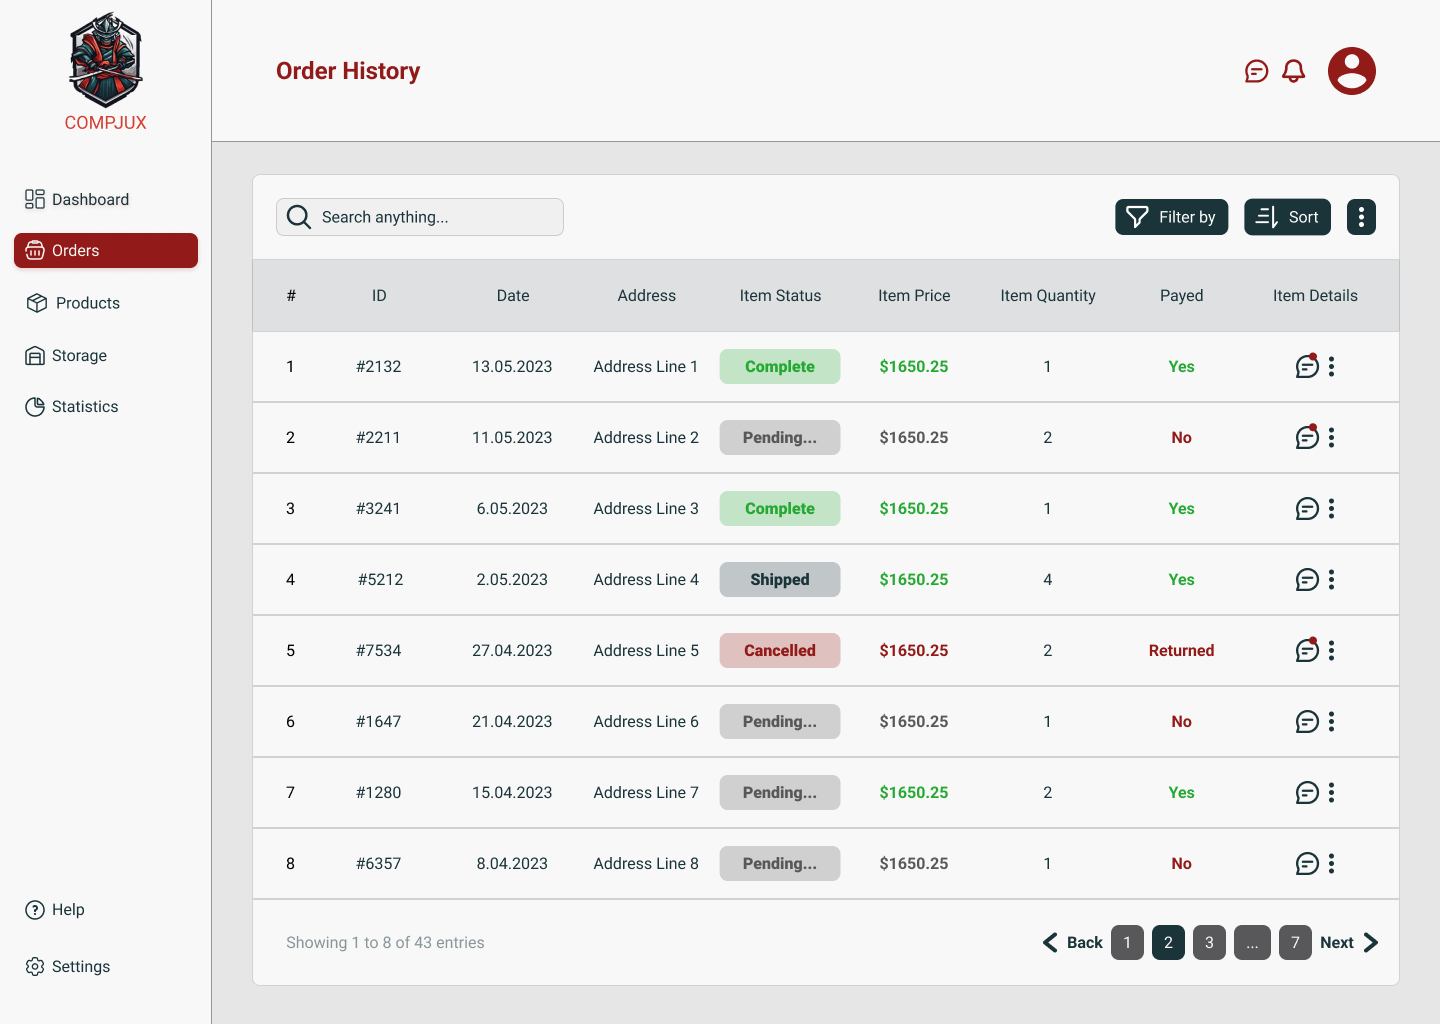 COMPJUX
Order History
Dashboard
Orders
Products
Storage
Statistics
Help
Settings
Search anything...
Filter by
Sort
# ID Date Address Item Status Item Price Item Quantity Payed Item Details
1 #2132 13.05.2023 Address Line 1 Complete $1650.25 1 Yes
2 #2211 11.05.2023 Address Line 2 Pending... $1650.25 2 No
3 #3241 6.05.2023 Address Line 3 Complete $1650.25 1 Yes
4 #5212 2.05.2023 Address Line 4 Shipped $1650.25 4 Yes
5 #7534 27.04.2023 Address Line 5 Cancelled $1650.25 2 Returned
6 #1647 21.04.2023 Address Line 6 Pending... $1650.25 1 No
7 #1280 15.04.2023 Address Line 7 Pending... $1650.25 2 Yes
8 #6357 8.04.2023 Address Line 8 Pending... $1650.25 1 No
Showing 1 to 8 of 43 entries
Back 1 2 3 ... 7 Next